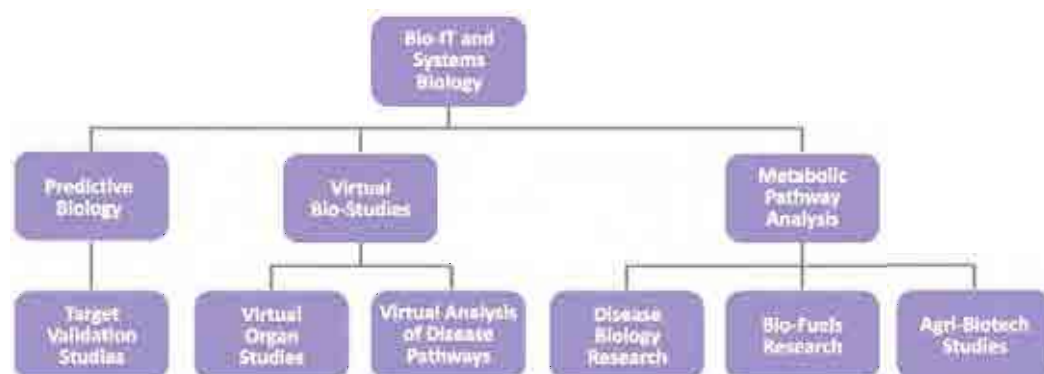 Bio-IT and
Systems
Biology
Predictive
Biology
Virtual
Bio-Studies
Metabolic
Pathway
Analysis
Target
Validation
Studies
Virtual
Organ
Studies
Virtual Analysis
of Disease
Pathways
Disease
Biology
Research
Bio-Fuels
Research
Agri-Biotech
Studies